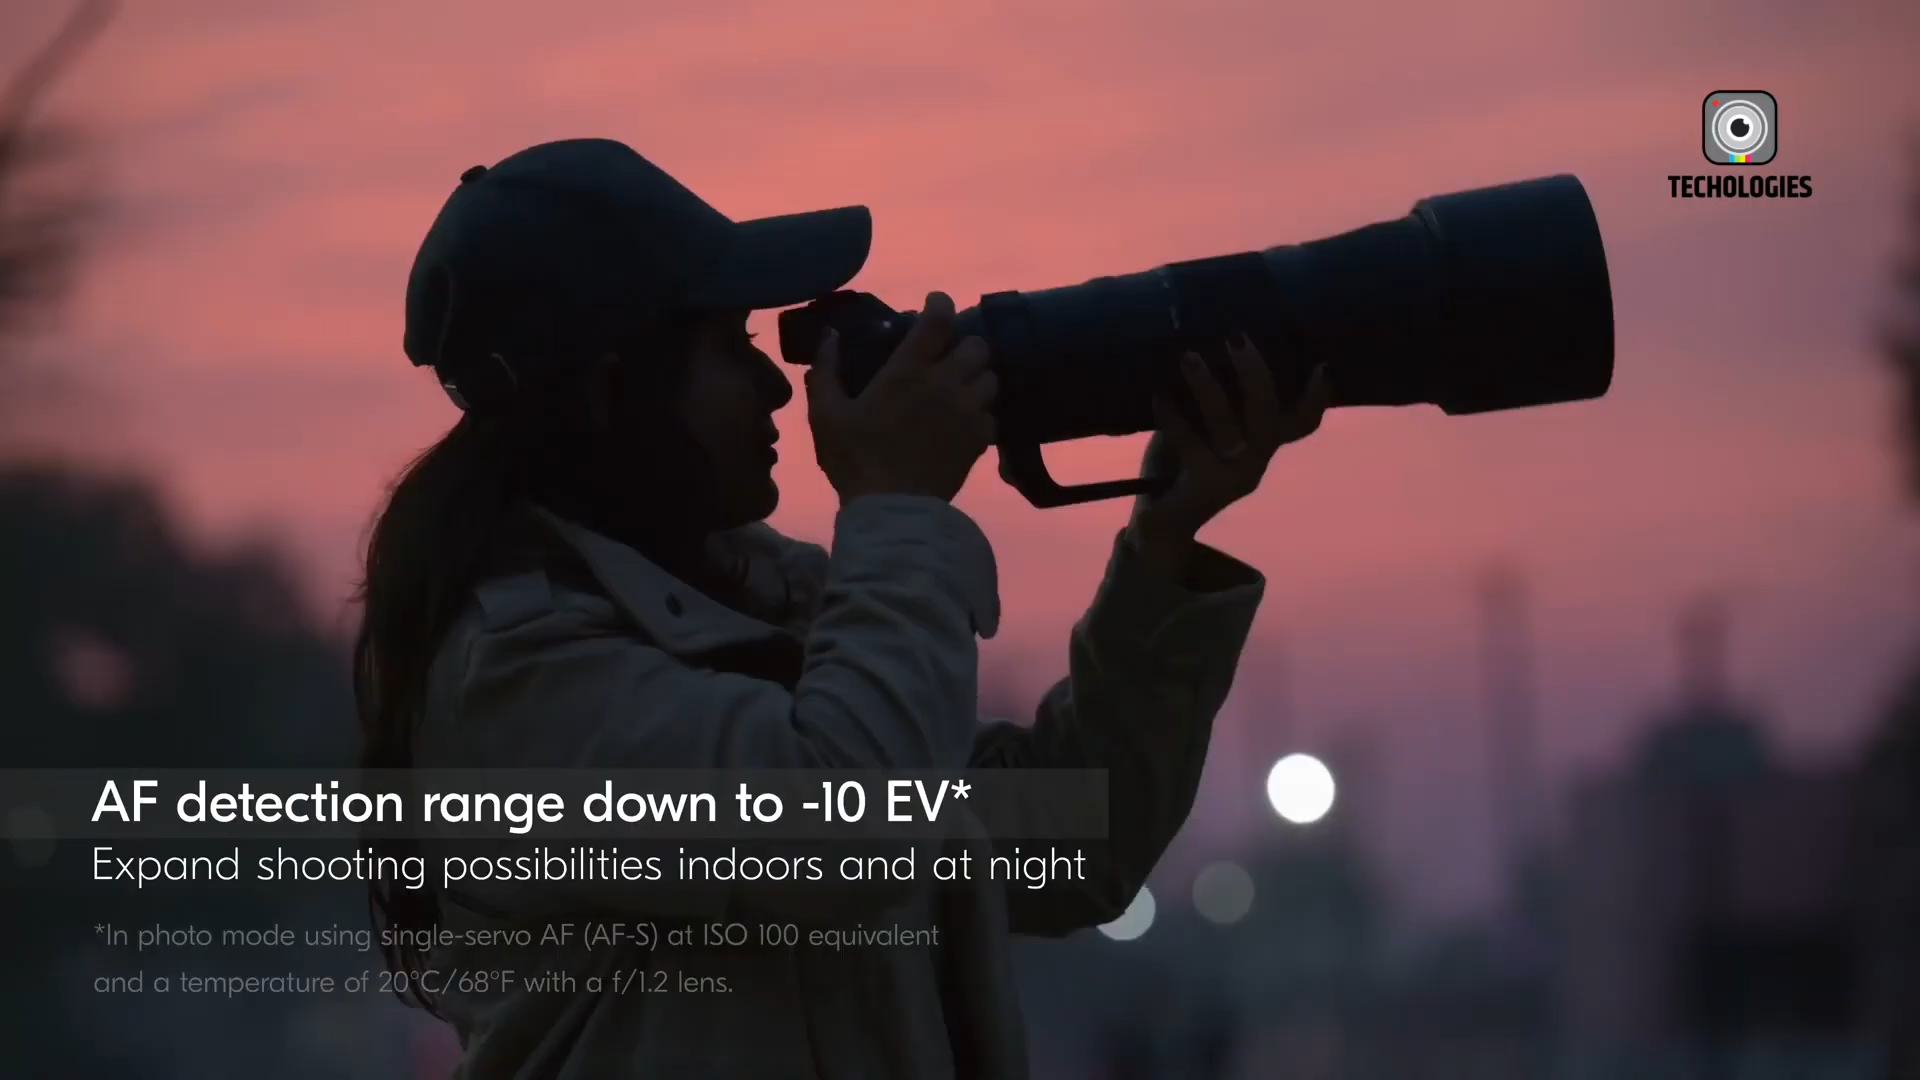 TECHOLOGIES
AF detection range down to -10 EV*
Expand shooting possibilities indoors and at night
*In photo mode using single-servo AF (AF-S) at ISO 100 equivalent
and a temperature of 20°C/68°F with a f/1.2 lens.